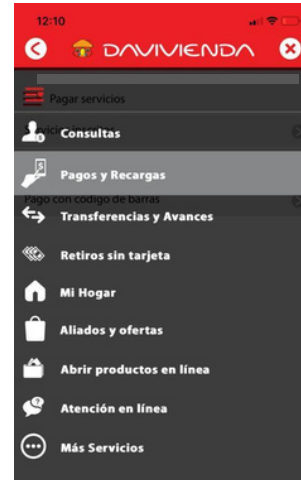 12:10
DAVIVIENDA
Pagar servicios
Consultas
Pagos y Recargas
Pago con código de barras
Transferencias y Avances
Retiros sin tarjeta
Mi Hogar
Aliados y ofertas
Abrir productos en línea
Atención en línea
Más Servicios